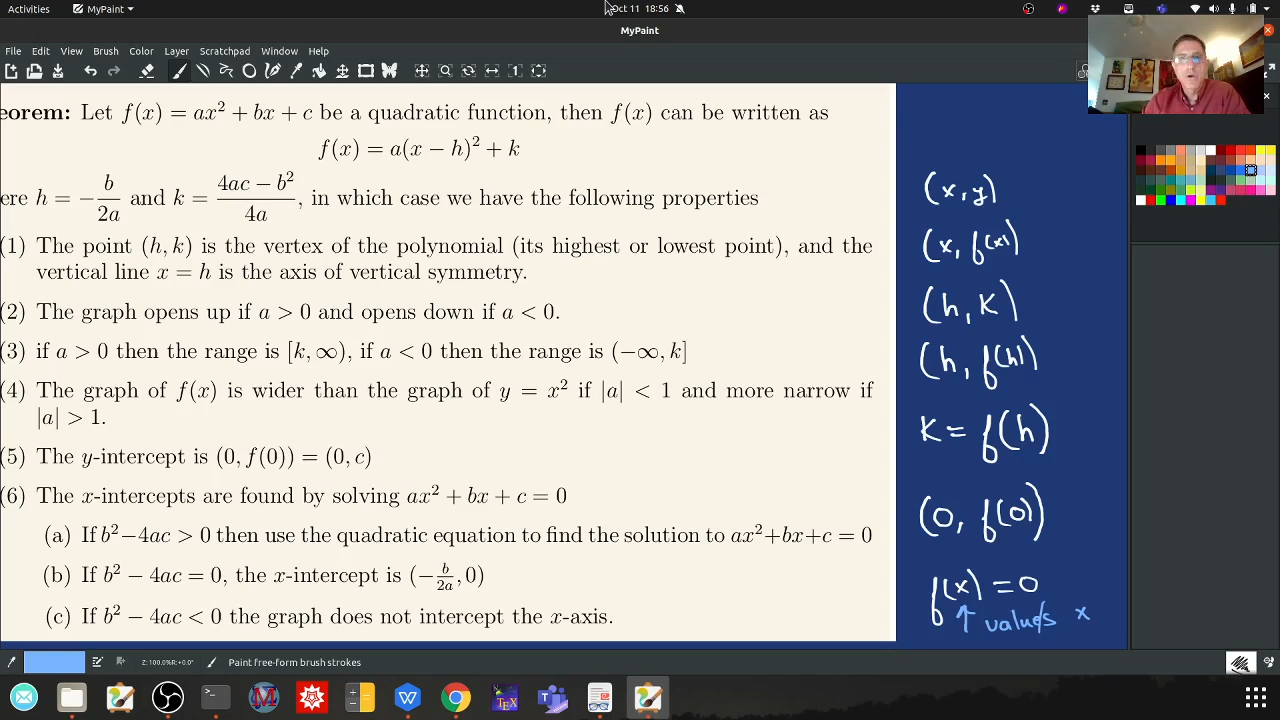 Activities MyPaint Oct 11 18:56
MyPaint
File Edit View Brush Color Layer Scratchpad Window Help
eorem: Let f(x) = ax² + bx + c be a quadratic function, then f(x) can be written as
f(x) = a(x − h)² + k
ere h = −b/2a and k = (4ac − b²)/4a, in which case we have the following properties
(1) The point (h, k) is the vertex of the polynomial (its highest or lowest point), and the
vertical line x = h is the axis of vertical symmetry.
(2) The graph opens up if a > 0 and opens down if a < 0.
(3) if a > 0 then the range is [k, ∞), if a < 0 then the range is (−∞, k]
(4) The graph of f(x) is wider than the graph of y = x² if |a| < 1 and more narrow if
|a| > 1.
(5) The y-intercept is (0, f(0)) = (0, c)
(6) The x-intercepts are found by solving ax² + bx + c = 0
(a) If b²−4ac > 0 then use the quadratic equation to find the solution to ax²+bx+c = 0
(b) If b² − 4ac = 0, the x-intercept is (−b/2a, 0)
(c) If b² − 4ac < 0 the graph does not intercept the x-axis.
(x, y)
(x, f(x))
(h, k)
(h, f(h))
k = f(h)
(0, f(0))
f(x) = 0
↑ value/s x
Z: 100.0% R:+0.0° Paint free-form brush strokes